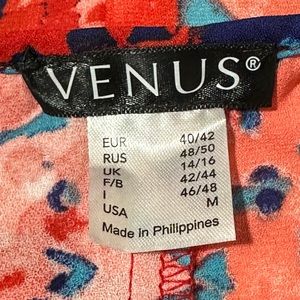 VENUS®
EUR 40/42
RUS 48/50
UK 14/16
F/B 42/44
I 46/48
USA M
Made in Philippines